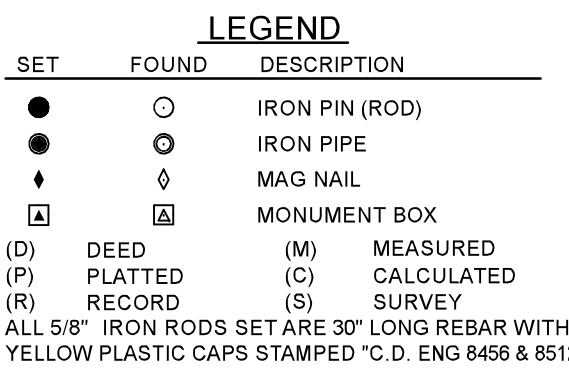 LEGEND
SET FOUND DESCRIPTION
IRON PIN (ROD)
IRON PIPE
MAG NAIL
MONUMENT BOX
(D) DEED (M) MEASURED
(P) PLATTED (C) CALCULATED
(R) RECORD (S) SURVEY
ALL 5/8" IRON RODS SET ARE 30" LONG REBAR WITH
YELLOW PLASTIC CAPS STAMPED "C.D. ENG 8456 &